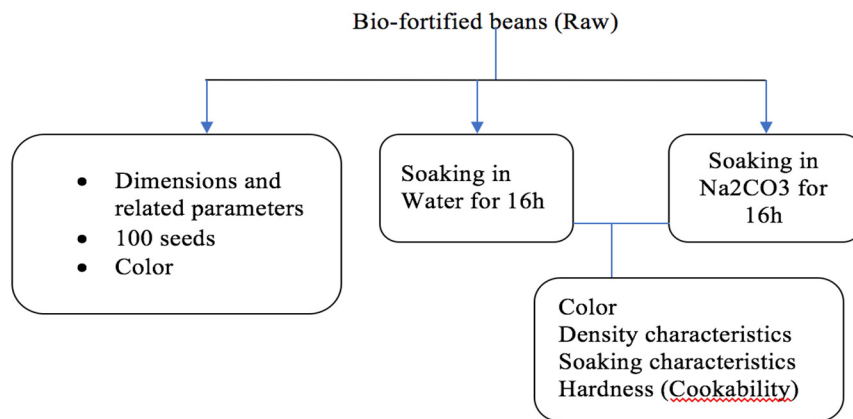 Bio-fortified beans (Raw)
• Dimensions and
related parameters
• 100 seeds
• Color
Soaking in
Water for 16h
Soaking in
Na2CO3 for
16h
Color
Density characteristics
Soaking characteristics
Hardness (Cookability)